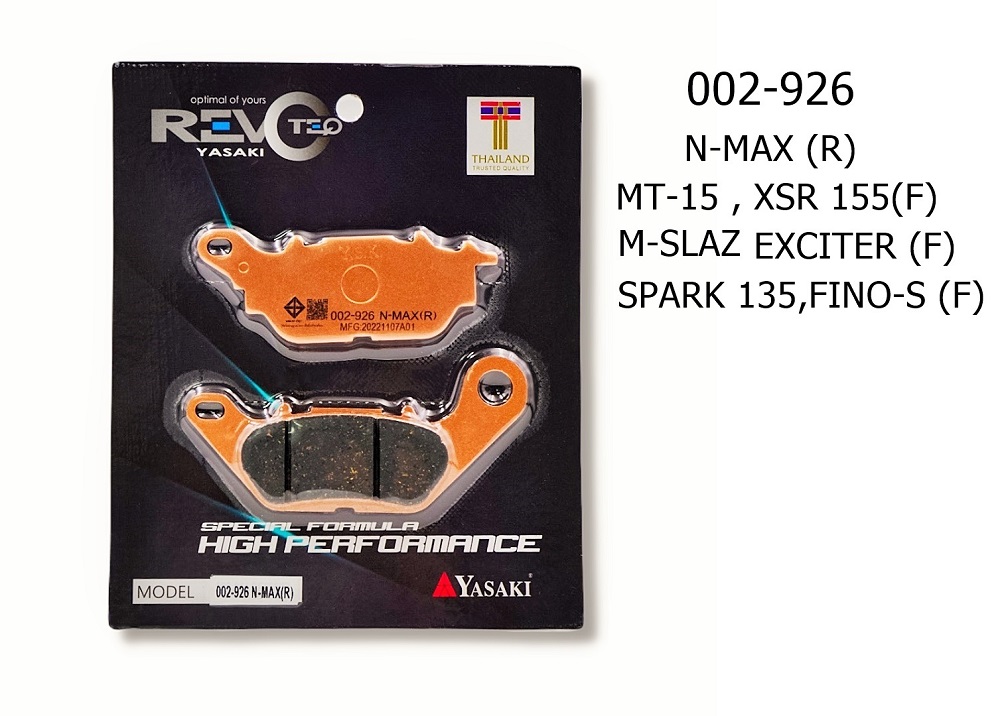 optimal of yours
REV TEQ
YASAKI
THAILAND
TRUSTED QUALITY
K.S.K
002-926 N-MAX(R)
MFG:20221107A01
SPECIAL FORMULA
HIGH PERFORMANCE
MODEL 002-926 N-MAX(R)
YASAKI
002-926
N-MAX (R)
MT-15 , XSR 155(F)
M-SLAZ EXCITER (F)
SPARK 135,FINO-S (F)